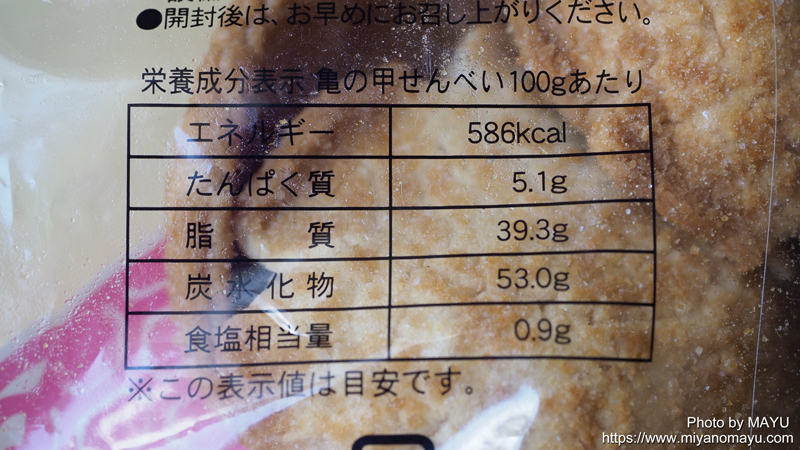 ●開封後は、お早めにお召し上がりください。
栄養成分表示 亀の甲せんべい100gあたり
エネルギー 586kcal
たんぱく質 5.1g
脂質 39.3g
炭水化物 53.0g
食塩相当量 0.9g
※この表示値は目安です。
Photo by MAYU
https://www.miyanomayu.com/